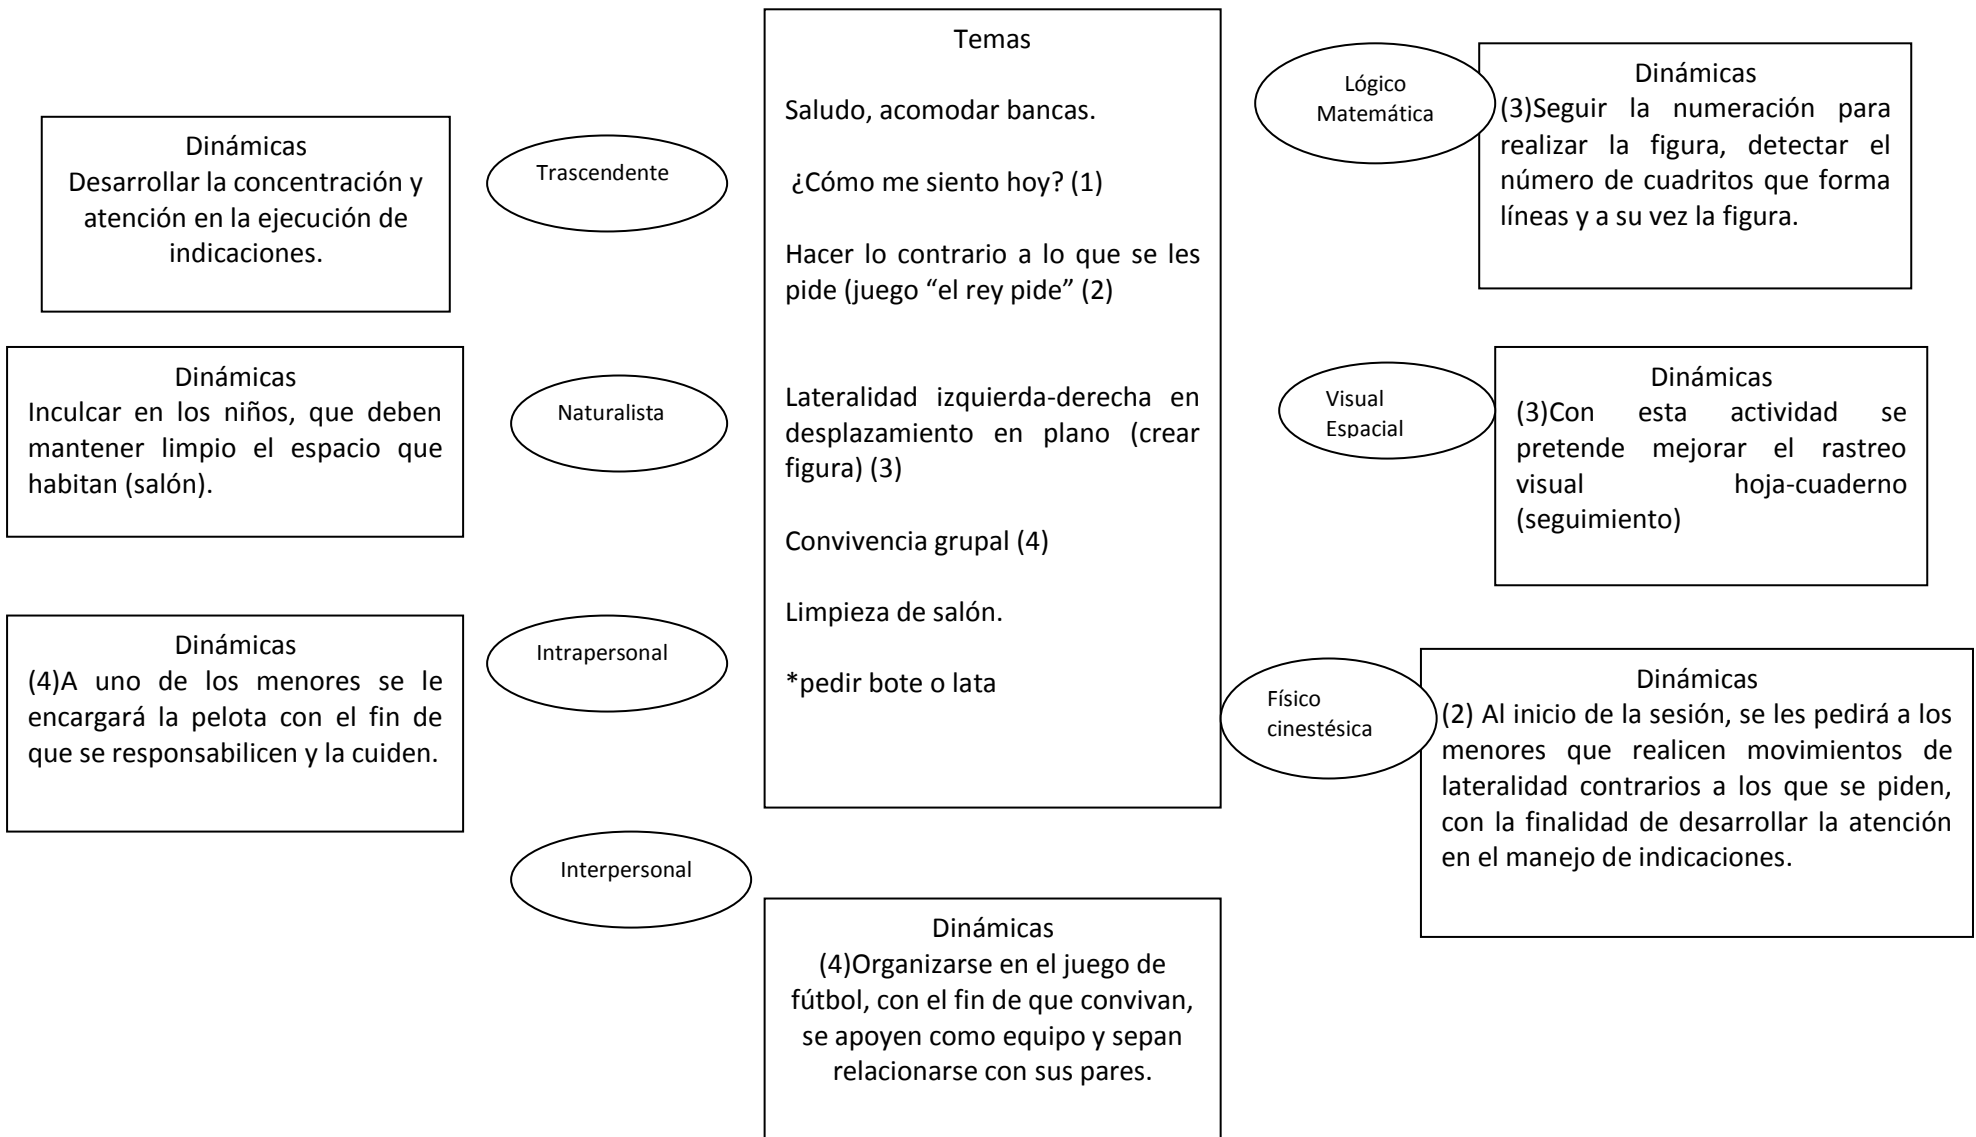 Temas
Saludo, acomodar bancas.
¿Cómo me siento hoy? (1)
Hacer lo contrario a lo que se les
pide (juego “el rey pide” (2)
Lateralidad izquierda-derecha en
desplazamiento en plano (crear
figura) (3)
Convivencia grupal (4)
Limpieza de salón.
*pedir bote o lata
Trascendente
Dinámicas
Desarrollar la concentración y
atención en la ejecución de
indicaciones.
Naturalista
Dinámicas
Inculcar en los niños, que deben
mantener limpio el espacio que
habitan (salón).
Intrapersonal
Dinámicas
(4)A uno de los menores se le
encargará la pelota con el fin de
que se responsabilicen y la cuiden.
Interpersonal
Dinámicas
(4)Organizarse en el juego de
fútbol, con el fin de que convivan,
se apoyen como equipo y sepan
relacionarse con sus pares.
Lógico
Matemática
Dinámicas
(3)Seguir la numeración para
realizar la figura, detectar el
número de cuadritos que forma
líneas y a su vez la figura.
Visual
Espacial
Dinámicas
(3)Con esta actividad se
pretende mejorar el rastreo
visual hoja-cuaderno
(seguimiento)
Físico
cinestésica
Dinámicas
(2) Al inicio de la sesión, se les pedirá a los
menores que realicen movimientos de
lateralidad contrarios a los que se piden,
con la finalidad de desarrollar la atención
en el manejo de indicaciones.